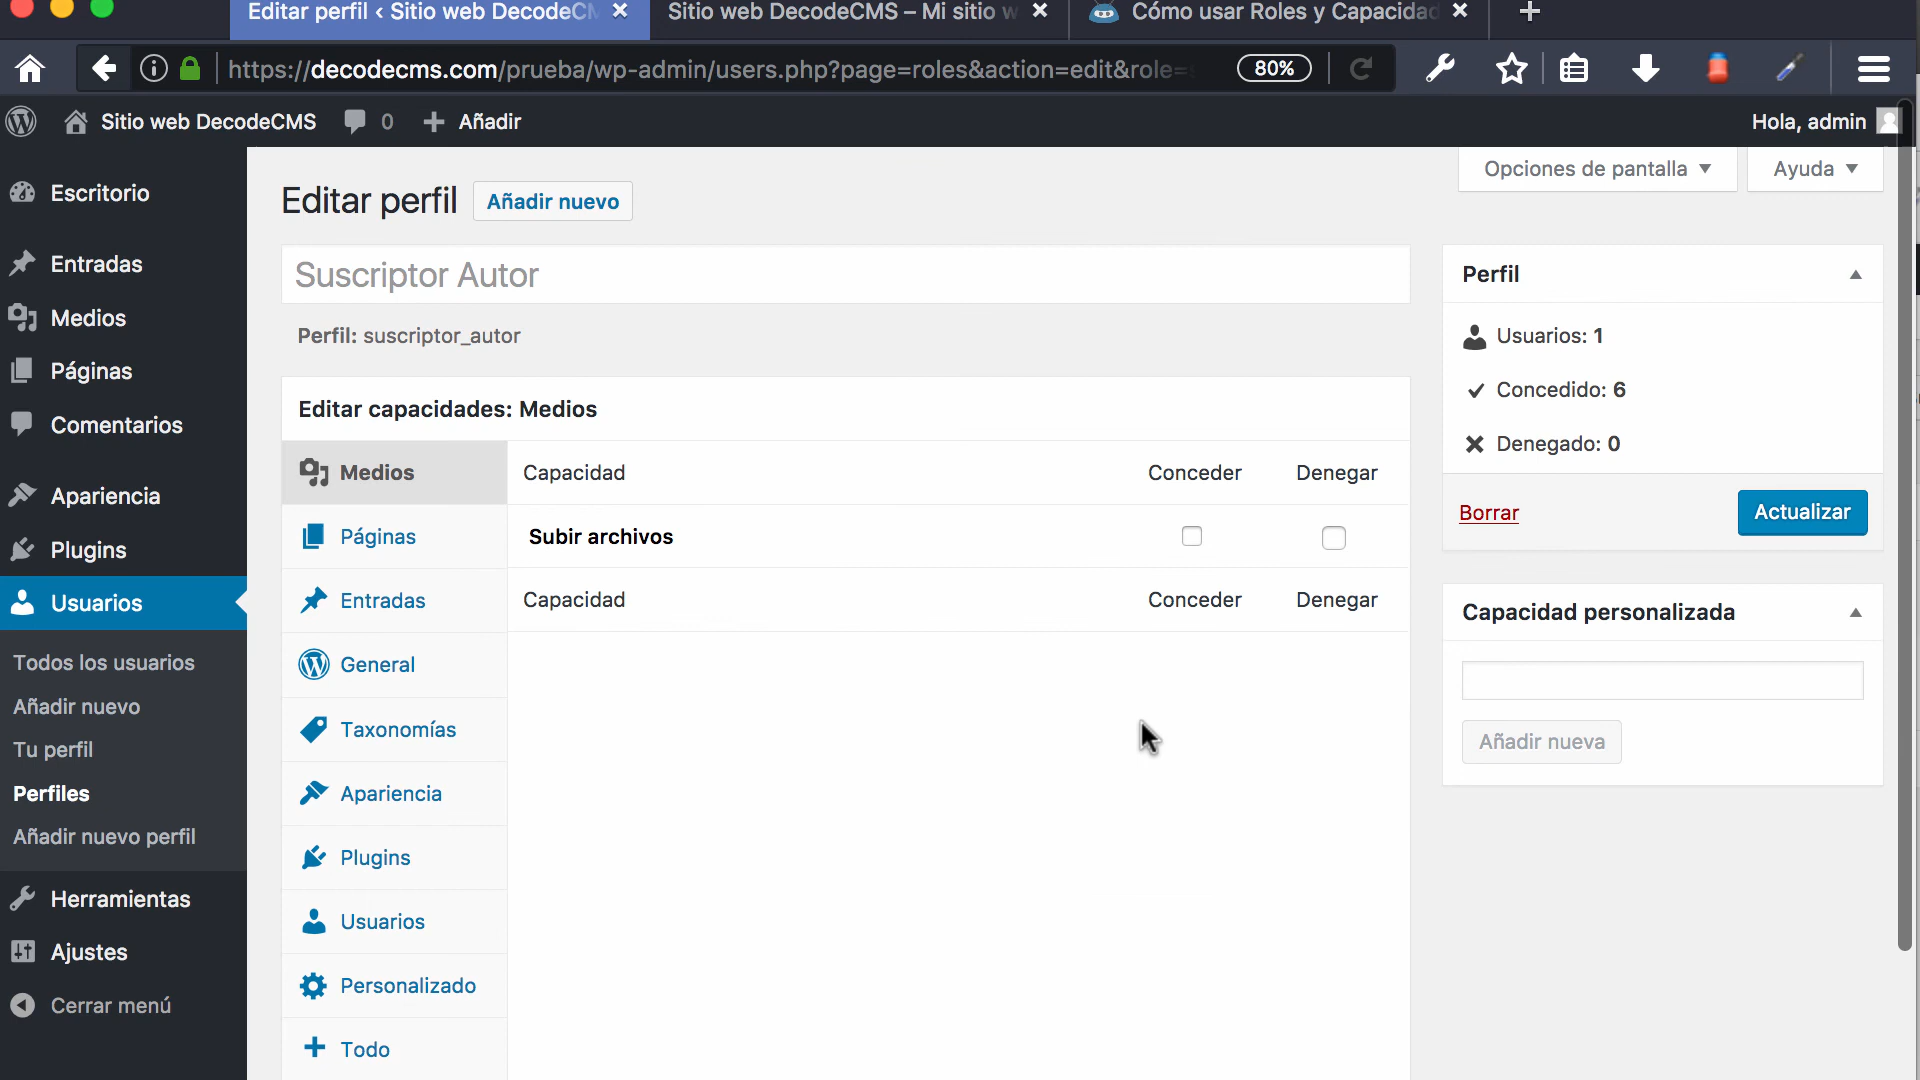 Editar perfil ‹ Sitio web DecodeCM
Sitio web DecodeCMS – Mi sitio w
Cómo usar Roles y Capacidad
https://decodecms.com/prueba/wp-admin/users.php?page=roles&action=edit&role=
80%
Sitio web DecodeCMS
0
Añadir
Hola, admin
Opciones de pantalla
Ayuda
Escritorio
Entradas
Medios
Páginas
Comentarios
Apariencia
Plugins
Usuarios
Todos los usuarios
Añadir nuevo
Tu perfil
Perfiles
Añadir nuevo perfil
Herramientas
Ajustes
Cerrar menú
Editar perfil
Añadir nuevo
Suscriptor Autor
Perfil: suscriptor_autor
Editar capacidades: Medios
Medios
Páginas
Entradas
General
Taxonomías
Apariencia
Plugins
Usuarios
Personalizado
Todo
Capacidad Conceder Denegar
Subir archivos
Capacidad Conceder Denegar
Perfil
Usuarios: 1
Concedido: 6
Denegado: 0
Borrar
Actualizar
Capacidad personalizada
Añadir nueva